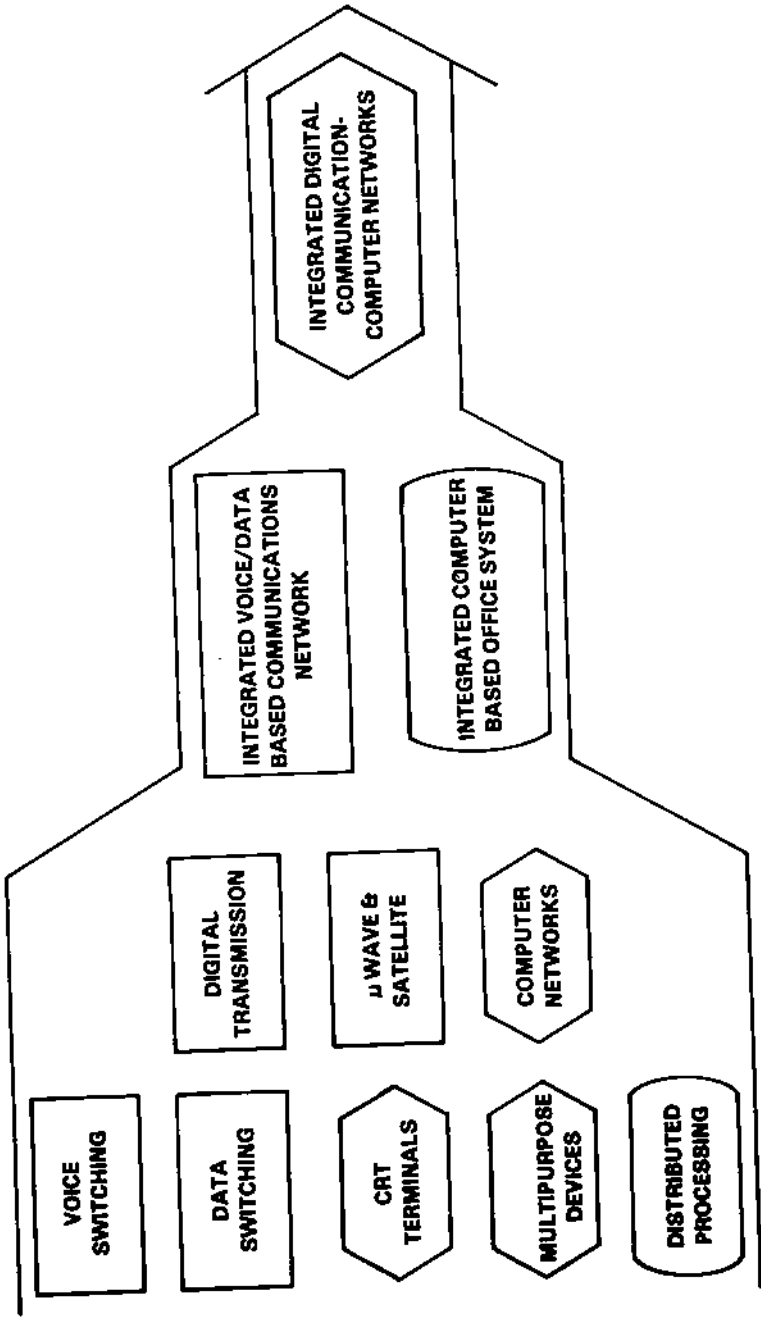 VOICE
SWITCHING
DATA
SWITCHING
CRT
TERMINALS
MULTIPURPOSE
DEVICES
DISTRIBUTED
PROCESSING
DIGITAL
TRANSMISSION
μ WAVE &
SATELLITE
COMPUTER
NETWORKS
INTEGRATED VOICE/DATA
BASED COMMUNICATIONS
NETWORK
INTEGRATED COMPUTER
BASED OFFICE SYSTEM
INTEGRATED DIGITAL
COMMUNICATION-
COMPUTER NETWORKS